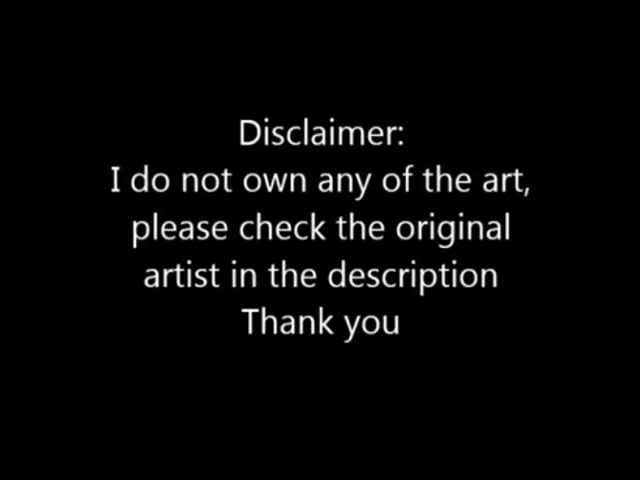 Disclaimer:
I do not own any of the art,
please check the original
artist in the description
Thank you